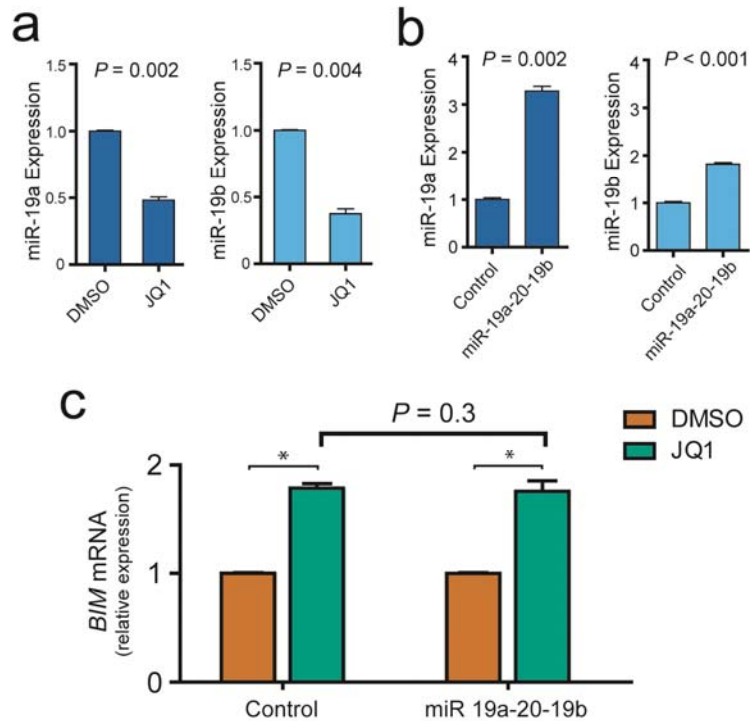 a
P = 0.002
miR-19a Expression
1.5
1.0
0.5
0
DMSO
JQ1
P = 0.004
miR-19b Expression
1.5
1.0
0.5
0
DMSO
JQ1
b
P = 0.002
miR-19a Expression
4
3
2
1
0
Control
miR-19a-20-19b
P < 0.001
miR-19b Expression
4
3
2
1
0
Control
miR-19a-20-19b
c
P = 0.3
DMSO
JQ1
*
*
BIM mRNA
(relative expression)
2
1
0
Control
miR 19a-20-19b